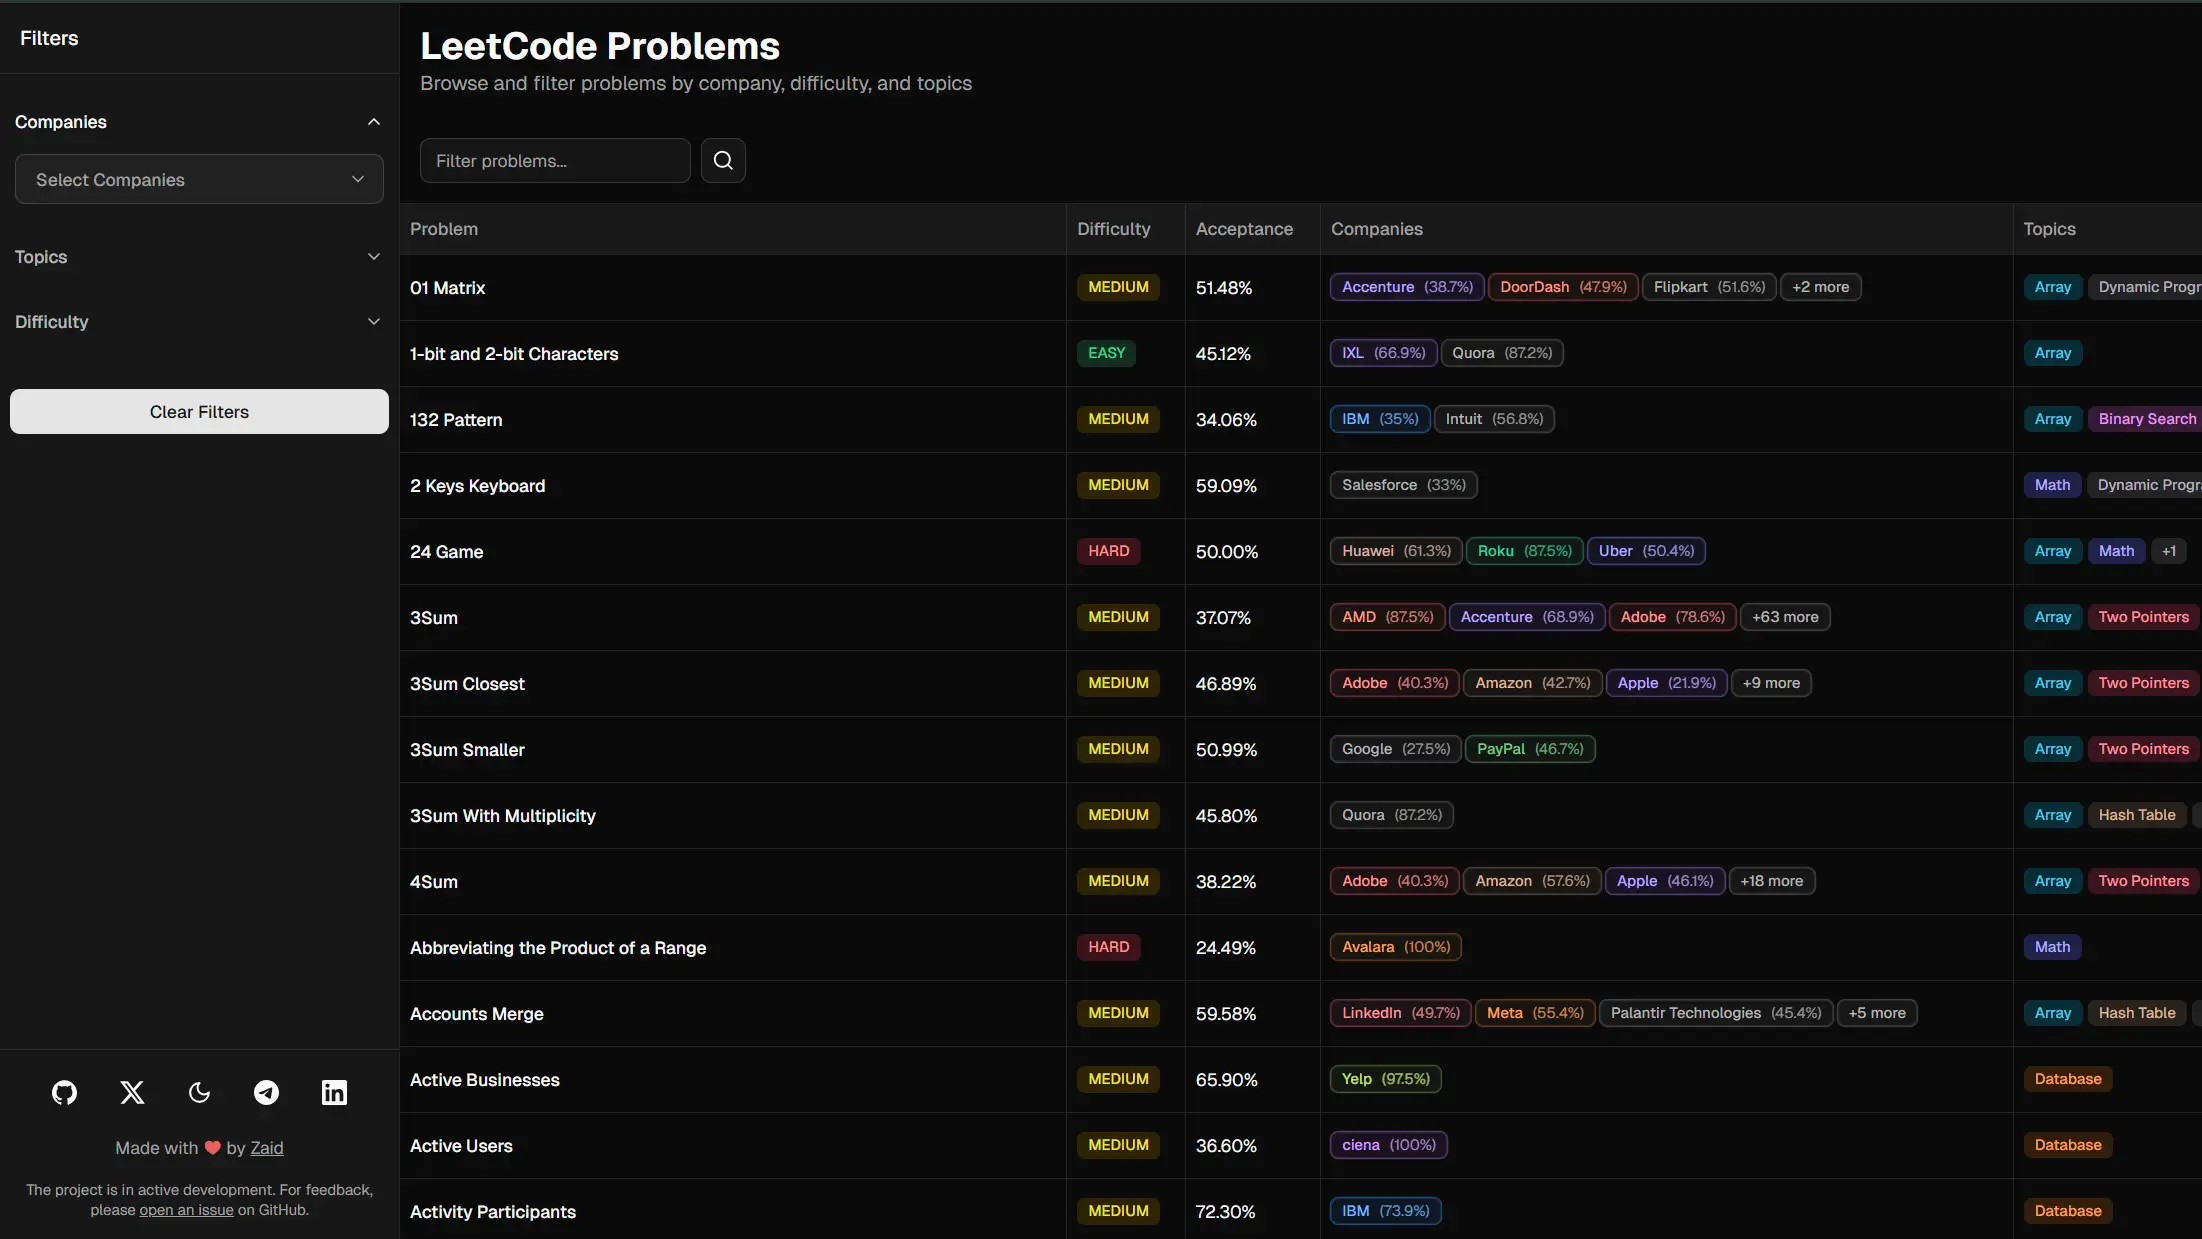 Filters
Companies
Select Companies
Topics
Difficulty
Clear Filters
Made with ❤️ by Zaid
The project is in active development. For feedback,
please open an issue on GitHub.
LeetCode Problems
Browse and filter problems by company, difficulty, and topics
Filter problems...
Problem Difficulty Acceptance Companies Topics
01 Matrix MEDIUM 51.48% Accenture (38.7%) DoorDash (47.9%) Flipkart (51.6%) +2 more Array Dynamic Progr
1-bit and 2-bit Characters EASY 45.12% IXL (66.9%) Quora (87.2%) Array
132 Pattern MEDIUM 34.06% IBM (35%) Intuit (56.8%) Array Binary Search
2 Keys Keyboard MEDIUM 59.09% Salesforce (33%) Math Dynamic Progr
24 Game HARD 50.00% Huawei (61.3%) Roku (87.5%) Uber (50.4%) Array Math +1
3Sum MEDIUM 37.07% AMD (87.5%) Accenture (68.9%) Adobe (78.6%) +63 more Array Two Pointers
3Sum Closest MEDIUM 46.89% Adobe (40.3%) Amazon (42.7%) Apple (21.9%) +9 more Array Two Pointers
3Sum Smaller MEDIUM 50.99% Google (27.5%) PayPal (46.7%) Array Two Pointers
3Sum With Multiplicity MEDIUM 45.80% Quora (87.2%) Array Hash Table
4Sum MEDIUM 38.22% Adobe (40.3%) Amazon (57.6%) Apple (46.1%) +18 more Array Two Pointers
Abbreviating the Product of a Range HARD 24.49% Avalara (100%) Math
Accounts Merge MEDIUM 59.58% LinkedIn (49.7%) Meta (55.4%) Palantir Technologies (45.4%) +5 more Array Hash Table
Active Businesses MEDIUM 65.90% Yelp (97.5%) Database
Active Users MEDIUM 36.60% ciena (100%) Database
Activity Participants MEDIUM 72.30% IBM (73.9%) Database